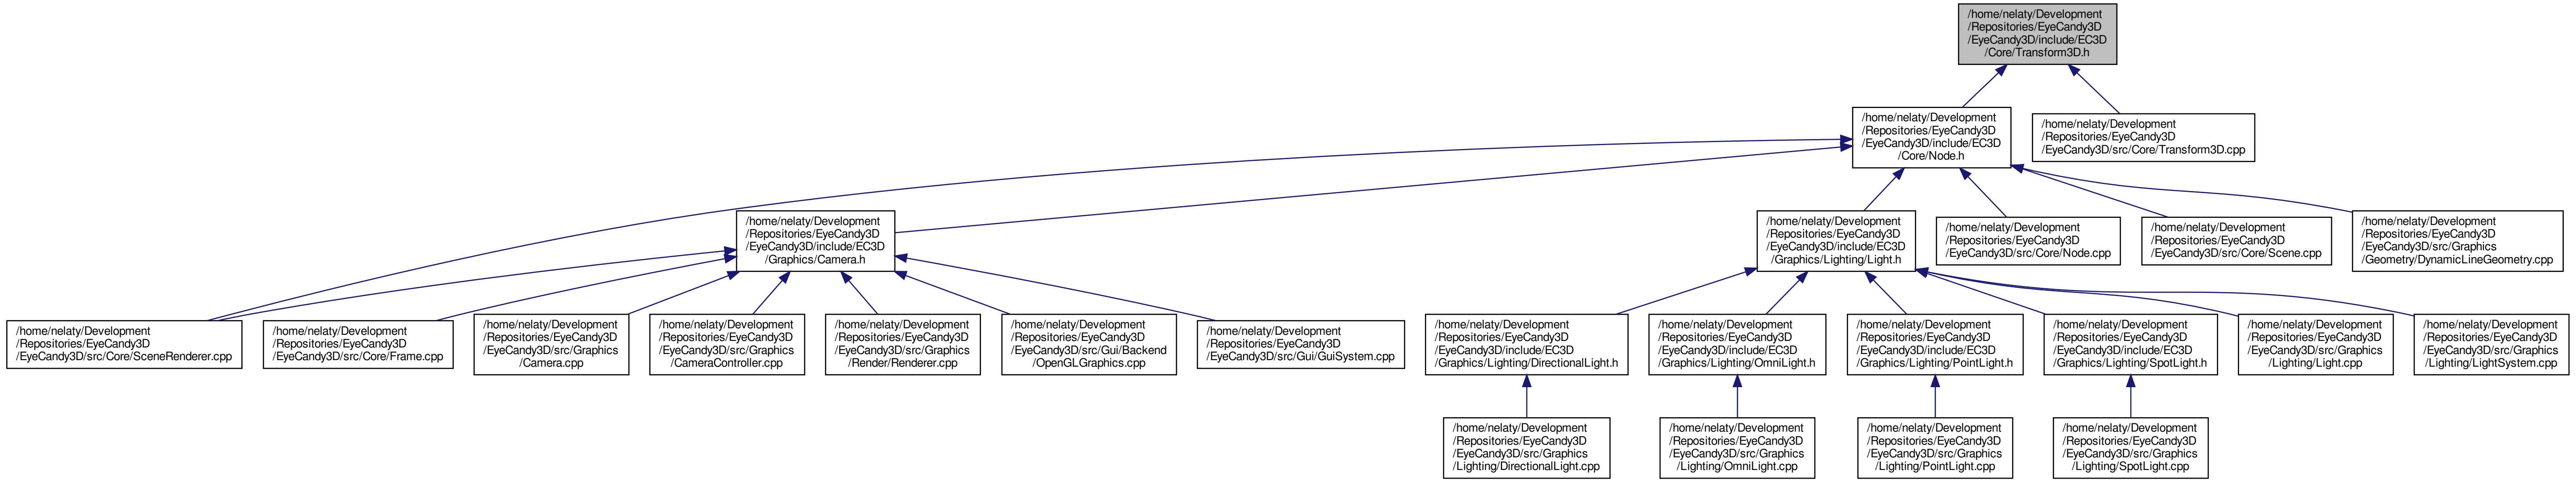 /home/nelaty/Development
/Repositories/EyeCandy3D
/EyeCandy3D/include/EC3D
/Core/Transform3D.h
/home/nelaty/Development
/Repositories/EyeCandy3D
/EyeCandy3D/include/EC3D
/Core/Node.h
/home/nelaty/Development
/Repositories/EyeCandy3D
/EyeCandy3D/src/Core/Transform3D.cpp
/home/nelaty/Development
/Repositories/EyeCandy3D
/EyeCandy3D/include/EC3D
/Graphics/Camera.h
/home/nelaty/Development
/Repositories/EyeCandy3D
/EyeCandy3D/include/EC3D
/Graphics/Lighting/Light.h
/home/nelaty/Development
/Repositories/EyeCandy3D
/EyeCandy3D/src/Core/Node.cpp
/home/nelaty/Development
/Repositories/EyeCandy3D
/EyeCandy3D/src/Core/Scene.cpp
/home/nelaty/Development
/Repositories/EyeCandy3D
/EyeCandy3D/src/Graphics
/Geometry/DynamicLineGeometry.cpp
/home/nelaty/Development
/Repositories/EyeCandy3D
/EyeCandy3D/src/Core/SceneRenderer.cpp
/home/nelaty/Development
/Repositories/EyeCandy3D
/EyeCandy3D/src/Core/Frame.cpp
/home/nelaty/Development
/Repositories/EyeCandy3D
/EyeCandy3D/src/Graphics
/Camera.cpp
/home/nelaty/Development
/Repositories/EyeCandy3D
/EyeCandy3D/src/Graphics
/CameraController.cpp
/home/nelaty/Development
/Repositories/EyeCandy3D
/EyeCandy3D/src/Graphics
/Render/Renderer.cpp
/home/nelaty/Development
/Repositories/EyeCandy3D
/EyeCandy3D/src/Gui/Backend
/OpenGLGraphics.cpp
/home/nelaty/Development
/Repositories/EyeCandy3D
/EyeCandy3D/src/Gui/GuiSystem.cpp
/home/nelaty/Development
/Repositories/EyeCandy3D
/EyeCandy3D/include/EC3D
/Graphics/Lighting/DirectionalLight.h
/home/nelaty/Development
/Repositories/EyeCandy3D
/EyeCandy3D/include/EC3D
/Graphics/Lighting/OmniLight.h
/home/nelaty/Development
/Repositories/EyeCandy3D
/EyeCandy3D/include/EC3D
/Graphics/Lighting/PointLight.h
/home/nelaty/Development
/Repositories/EyeCandy3D
/EyeCandy3D/include/EC3D
/Graphics/Lighting/SpotLight.h
/home/nelaty/Development
/Repositories/EyeCandy3D
/EyeCandy3D/src/Graphics
/Lighting/Light.cpp
/home/nelaty/Development
/Repositories/EyeCandy3D
/EyeCandy3D/src/Graphics
/Lighting/LightSystem.cpp
/home/nelaty/Development
/Repositories/EyeCandy3D
/EyeCandy3D/src/Graphics
/Lighting/DirectionalLight.cpp
/home/nelaty/Development
/Repositories/EyeCandy3D
/EyeCandy3D/src/Graphics
/Lighting/OmniLight.cpp
/home/nelaty/Development
/Repositories/EyeCandy3D
/EyeCandy3D/src/Graphics
/Lighting/PointLight.cpp
/home/nelaty/Development
/Repositories/EyeCandy3D
/EyeCandy3D/src/Graphics
/Lighting/SpotLight.cpp